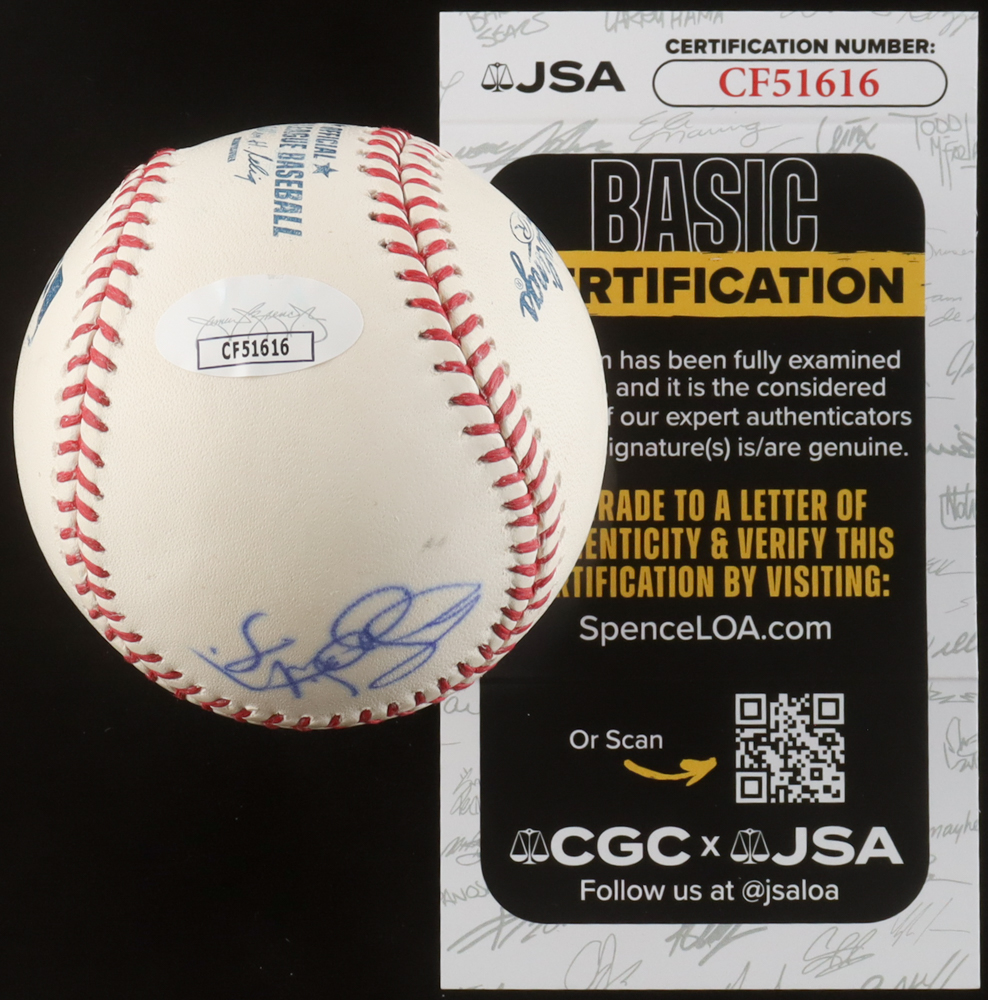 OFFICIAL
LEAGUE BASEBALL
CF51616
JSA
CERTIFICATION NUMBER:
CF51616
BASIC
RTIFICATION
has been fully examined
and it is the considered
of our expert authenticators
ignature(s) is/are genuine.
RADE TO A LETTER OF
ENTICITY & VERIFY THIS
TIFICATION BY VISITING:
SpenceLOA.com
Or Scan
CGC x JSA
Follow us at @jsaloa